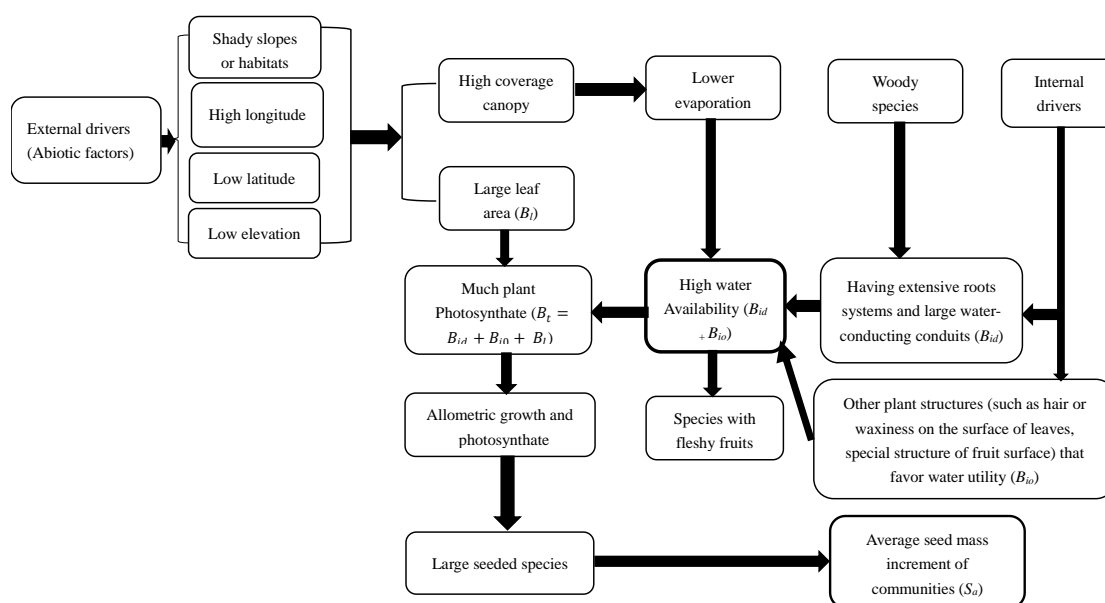 External drivers
(Abiotic factors)
Shady slopes
or habitats
High longitude
Low latitude
Low elevation
High coverage
canopy
Large leaf
area (Bl)
Lower
evaporation
Woody
species
Internal
drivers
Much plant
Photosynthate (Bt =
Bid + Bi0 + Bl)
High water
Availability (Bid
+ Bio)
Having extensive roots
systems and large water-
conducting conduits (Bid)
Allometric growth and
photosynthate
Species with
fleshy fruits
Other plant structures (such as hair or
waxiness on the surface of leaves,
special structure of fruit surface) that
favor water utility (Bio)
Large seeded species
Average seed mass
increment of
communities (Sa)